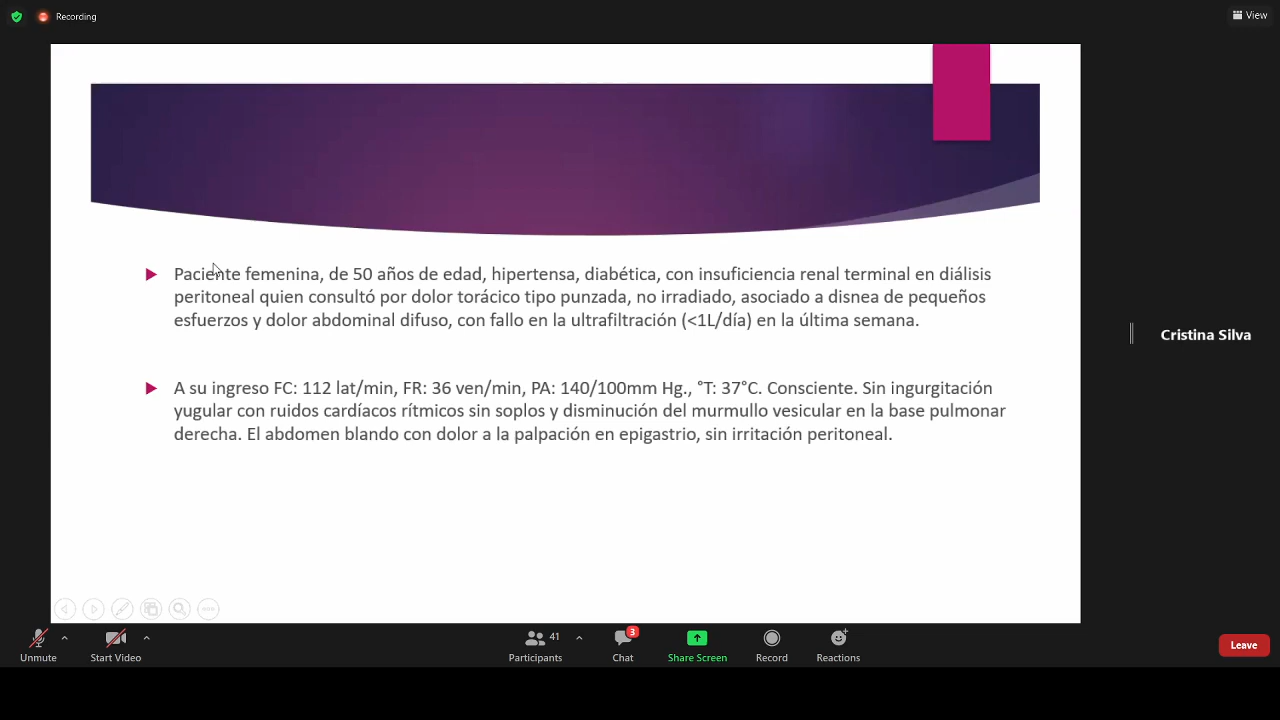 Recording
View
Paciente femenina, de 50 años de edad, hipertensa, diabética, con insuficiencia renal terminal en diálisis
peritoneal quien consultó por dolor torácico tipo punzada, no irradiado, asociado a disnea de pequeños
esfuerzos y dolor abdominal difuso, con fallo en la ultrafiltración (<1L/día) en la última semana.
Cristina Silva
A su ingreso FC: 112 lat/min, FR: 36 ven/min, PA: 140/100mm Hg., °T: 37°C. Consciente. Sin ingurgitación
yugular con ruidos cardíacos rítmicos sin soplos y disminución del murmullo vesicular en la base pulmonar
derecha. El abdomen blando con dolor a la palpación en epigastrio, sin irritación peritoneal.
41
3
Unmute
Start Video
Participants
Chat
Share Screen
Record
Reactions
Leave